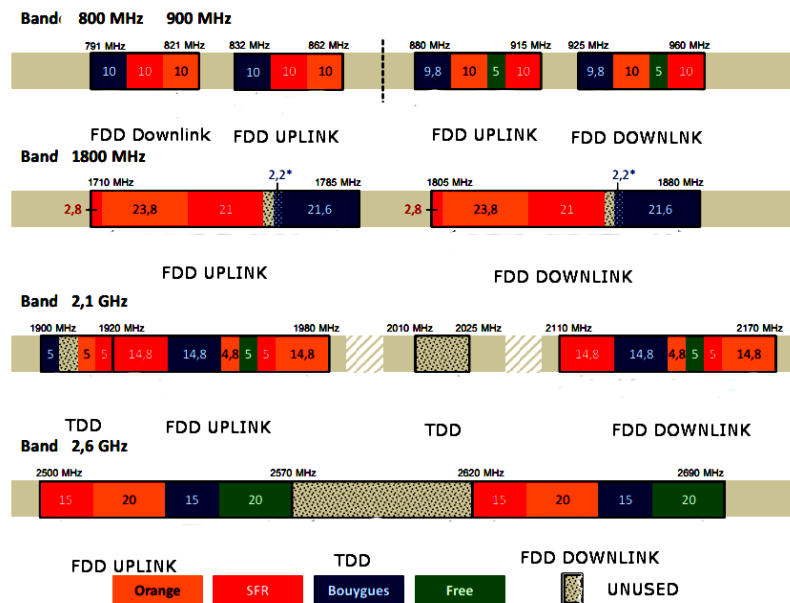 Band 800 MHz 900 MHz
791 MHz 821 MHz 832 MHz 862 MHz 880 MHz 915 MHz 925 MHz 960 MHz
10 10 10 10 10 10 9,8 10 5 10 9,8 10 5 10
FDD Downlink FDD UPLINK FDD UPLINK FDD DOWNLNK
Band 1800 MHz
2,2* 2,2*
1710 MHz 1785 MHz 1805 MHz 1880 MHz
2,8 23,8 21 21,6 2,8 23,8 21 21,6
FDD UPLINK FDD DOWNLINK
Band 2,1 GHz
1900 MHz 1920 MHz 1980 MHz 2010 MHz 2025 MHz 2110 MHz 2170 MHz
5 5 5 14,8 14,8 4,8 5 5 14,8 14,8 14,8 4,8 5 5 14,8
TDD FDD UPLINK TDD FDD DOWNLINK
Band 2,6 GHz
2500 MHz 2570 MHz 2620 MHz 2690 MHz
15 20 15 20 15 20 15 20
FDD UPLINK TDD FDD DOWNLINK
Orange SFR Bouygues Free UNUSED